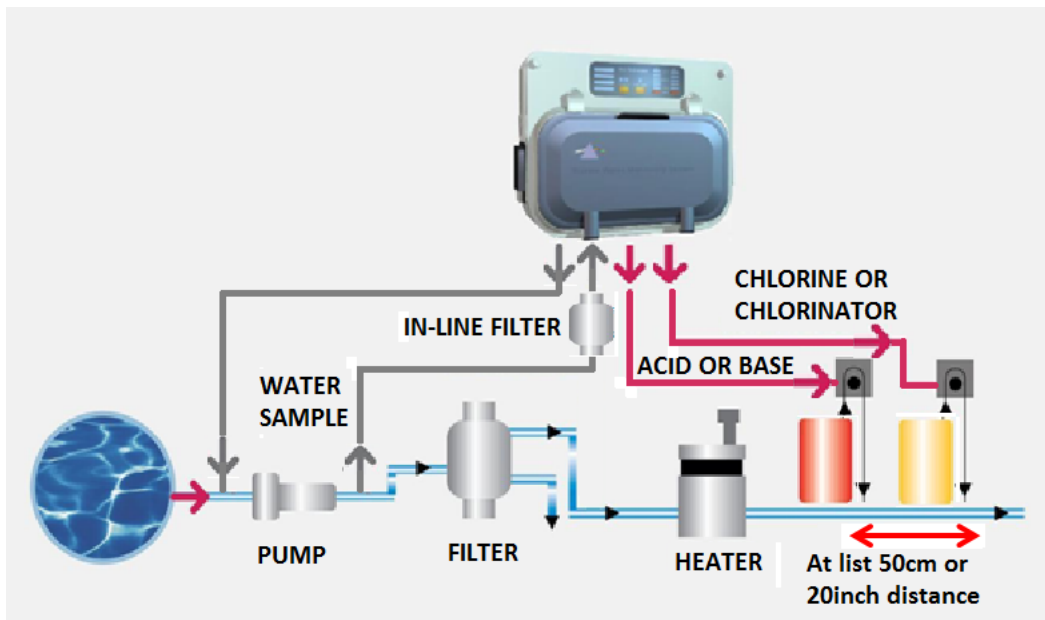 CHLORINE OR
CHLORINATOR
IN-LINE FILTER
ACID OR BASE
WATER
SAMPLE
PUMP
FILTER
HEATER
At list 50cm or
20inch distance